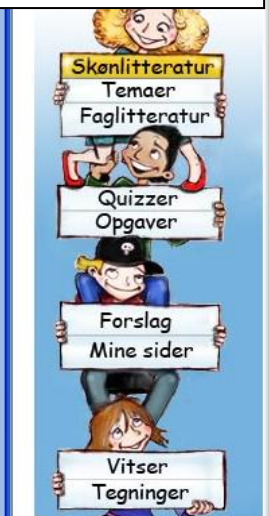 Skønlitteratur
Temaer
Faglitteratur
Quizzer
Opgaver
Forslag
Mine sider
Vitser
Tegninger